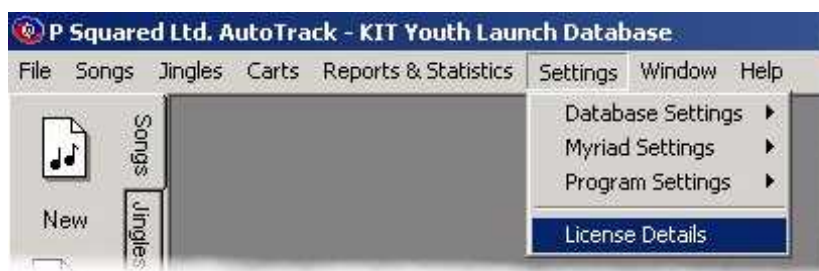 P Squared Ltd. AutoTrack - KIT Youth Launch Database
File Songs Jingles Carts Reports & Statistics Settings Window Help
Database Settings
Myriad Settings
Program Settings
License Details
Songs
New
Jingles